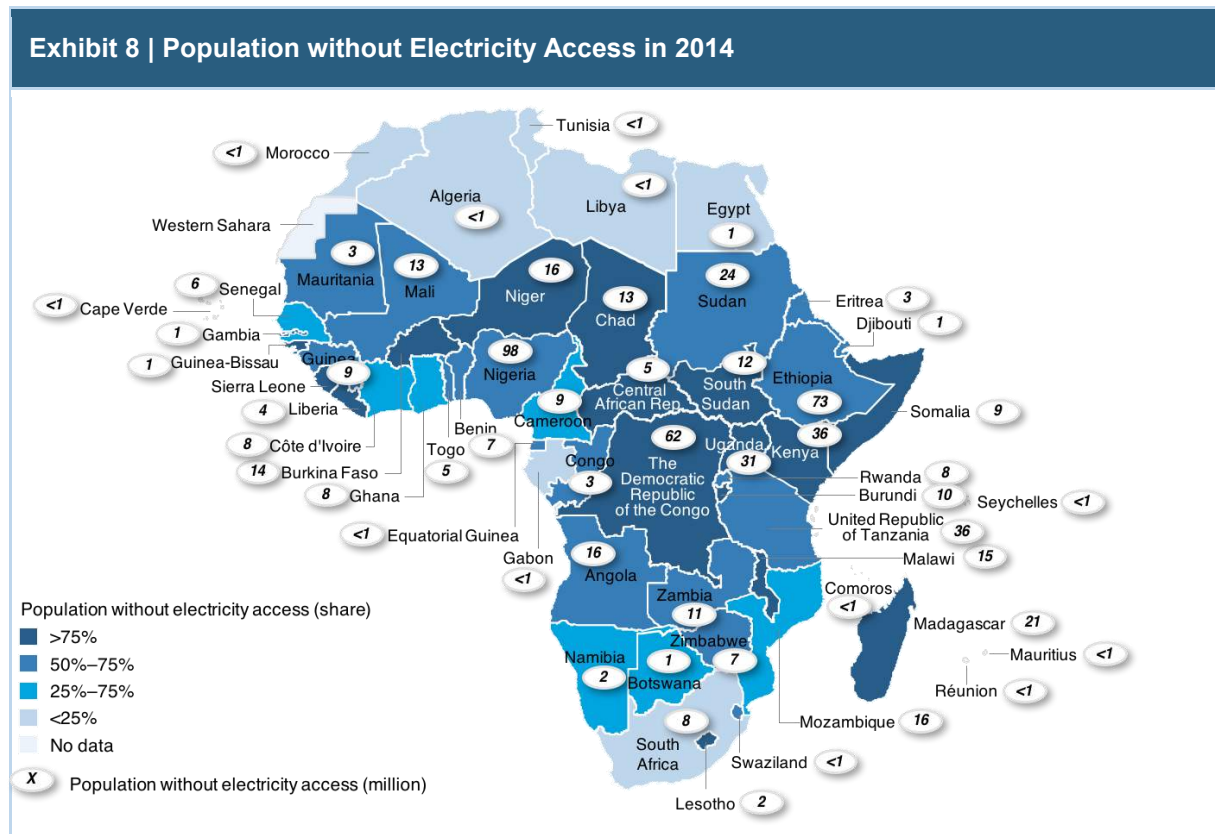 Exhibit 8 | Population without Electricity Access in 2014
Tunisia <1
<1 Morocco
Algeria
<1
Libya
<1
Egypt
1
Western Sahara
3
Mauritania
13
Mali
16
Niger
13
Chad
24
Sudan
Eritrea 3
Djibouti 1
6 Senegal
<1 Cape Verde
1 Gambia
1 Guinea-Bissau
Guinea
9
Sierra Leone
4
Liberia
8 Côte d'Ivoire
14 Burkina Faso
8 Ghana
Togo
5
Benin
7
98
Nigeria
9
Cameroon
5
Central
African Rep.
12
South
Sudan
Ethiopia
73
Somalia 9
62
The
Democratic
Republic
of the Congo
Uganda
31
36
Kenya
Congo
3
Rwanda 8
Burundi 10
Seychelles <1
United Republic
of Tanzania
36
Malawi 15
<1 Equatorial Guinea
Gabon
<1
16
Angola
Zambia
11
Comoros
<1
Madagascar 21
Mauritius <1
Réunion <1
Zimbabwe
7
Namibia
2
1
Botswana
Mozambique 16
8
South
Africa
Swaziland <1
Lesotho 2
Population without electricity access (share)
>75%
50%–75%
25%–75%
<25%
No data
X Population without electricity access (million)